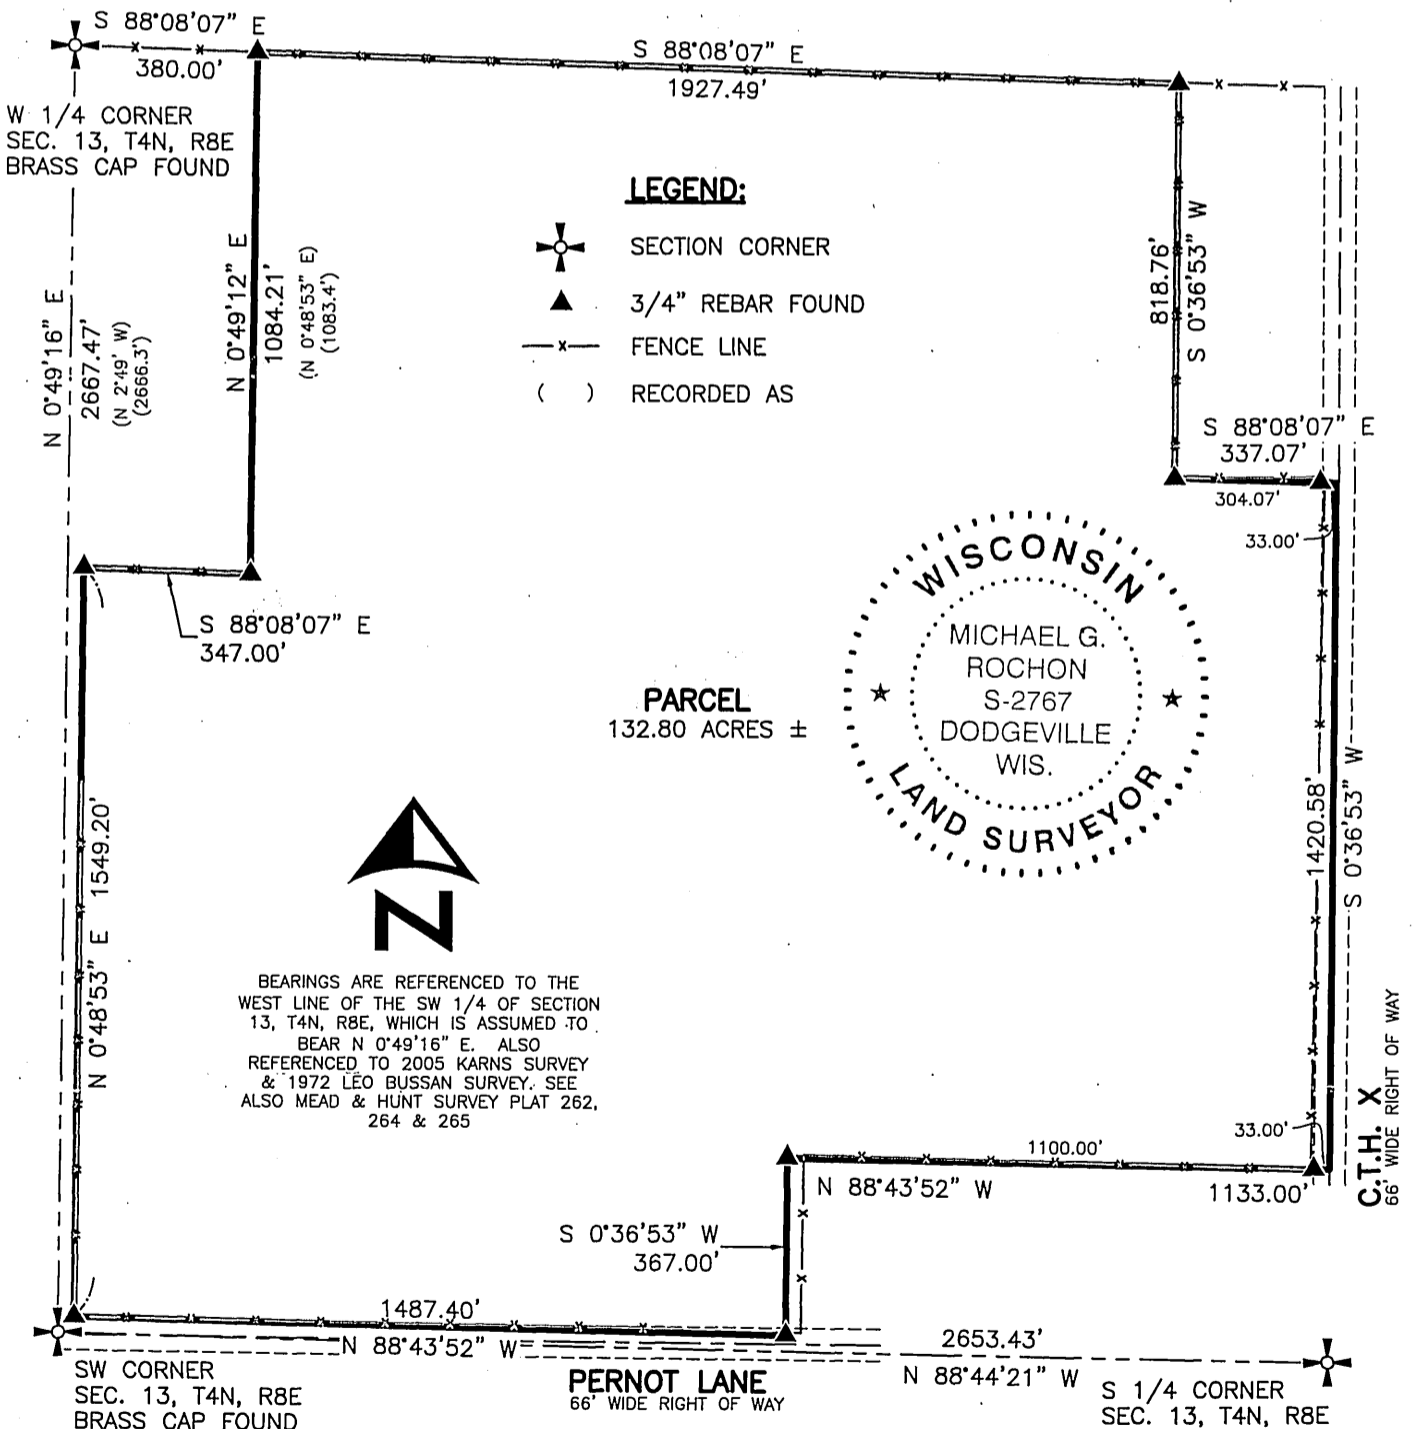 S 88°08'07" E
380.00'
S 88°08'07" E
1927.49'
W 1/4 CORNER
SEC. 13, T4N, R8E
BRASS CAP FOUND
LEGEND:
SECTION CORNER
3/4" REBAR FOUND
—x— FENCE LINE
( ) RECORDED AS
N 0°49'16" E
2667.47'
(N 2°49' W)
(2666.3')
N 0°49'12" E
1084.21'
(N 0°48'53" E)
(1083.4')
818.76'
S 0°36'53" W
S 88°08'07" E
337.07'
304.07'
33.00'
S 88°08'07" E
347.00'
PARCEL
132.80 ACRES ±
WISCONSIN
MICHAEL G.
ROCHON
S-2767
DODGEVILLE
WIS.
LAND SURVEYOR
N 0°48'53" E 1549.20'
1420.58'
S 0°36'53" W
N
BEARINGS ARE REFERENCED TO THE
WEST LINE OF THE SW 1/4 OF SECTION
13, T4N, R8E, WHICH IS ASSUMED TO
BEAR N 0°49'16" E. ALSO
REFERENCED TO 2005 KARNS SURVEY
& 1972 LEO BUSSAN SURVEY. SEE
ALSO MEAD & HUNT SURVEY PLAT 262,
264 & 265
33.00'
1100.00'
N 88°43'52" W
1133.00'
C.T.H. X
66' WIDE RIGHT OF WAY
S 0°36'53" W
367.00'
1487.40'
N 88°43'52" W
2653.43'
N 88°44'21" W
PERNOT LANE
66' WIDE RIGHT OF WAY
SW CORNER
SEC. 13, T4N, R8E
BRASS CAP FOUND
S 1/4 CORNER
SEC. 13, T4N, R8E